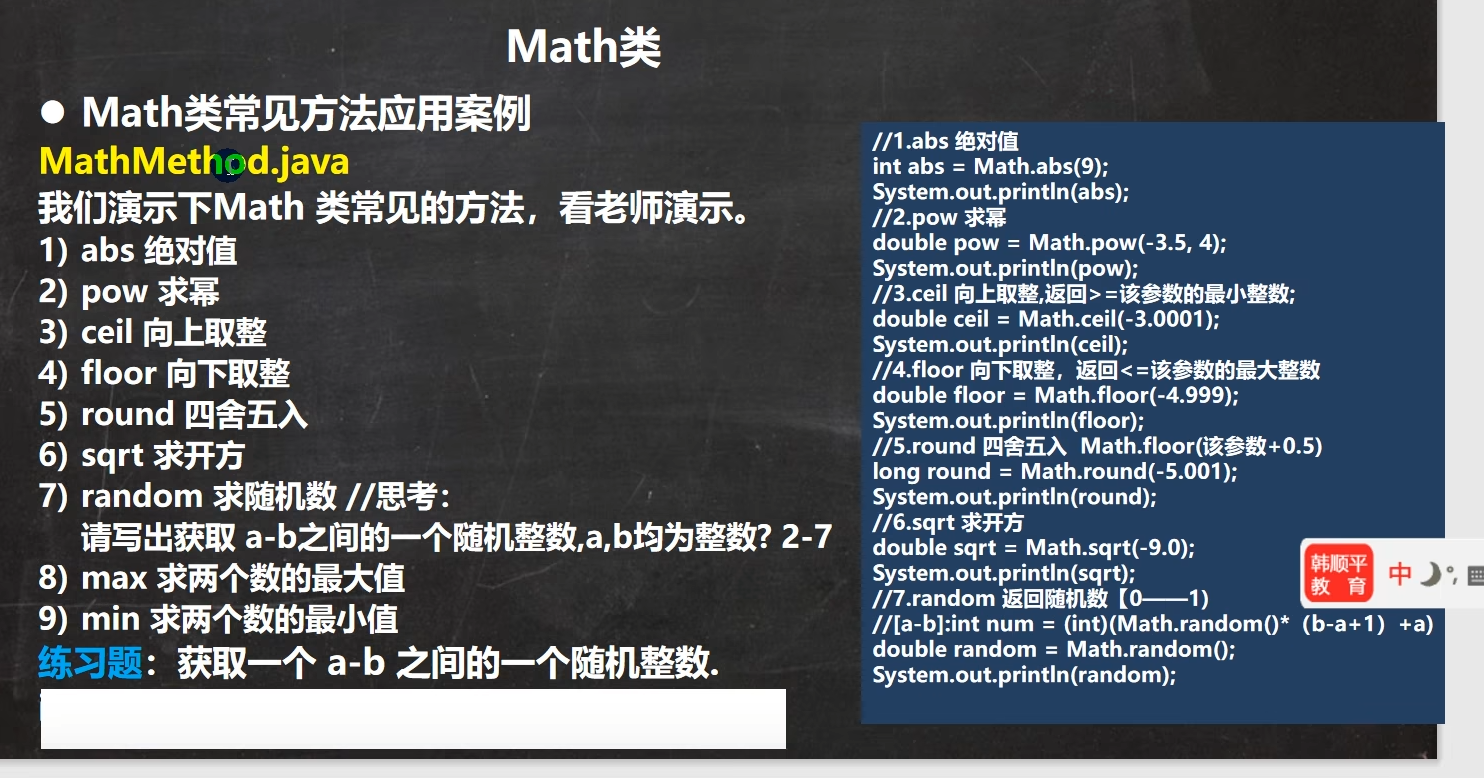 Math类
● Math类常见方法应用案例
MathMethod.java
我们演示下Math 类常见的方法，看老师演示。
1) abs 绝对值
2) pow 求幂
3) ceil 向上取整
4) floor 向下取整
5) round 四舍五入
6) sqrt 求开方
7) random 求随机数 //思考：
请写出获取 a-b之间的一个随机整数,a,b均为整数? 2-7
8) max 求两个数的最大值
9) min 求两个数的最小值
练习题：获取一个 a-b 之间的一个随机整数.
//1.abs 绝对值
int abs = Math.abs(9);
System.out.println(abs);
//2.pow 求幂
double pow = Math.pow(-3.5, 4);
System.out.println(pow);
//3.ceil 向上取整,返回>=该参数的最小整数;
double ceil = Math.ceil(-3.0001);
System.out.println(ceil);
//4.floor 向下取整，返回<=该参数的最大整数
double floor = Math.floor(-4.999);
System.out.println(floor);
//5.round 四舍五入  Math.floor(该参数+0.5)
long round = Math.round(-5.001);
System.out.println(round);
//6.sqrt 求开方
double sqrt = Math.sqrt(-9.0);
System.out.println(sqrt);
//7.random 返回随机数【0——1)
//[a-b]:int num = (int)(Math.random()*（b-a+1）+a)
double random = Math.random();
System.out.println(random);
韩顺平
教 育
中